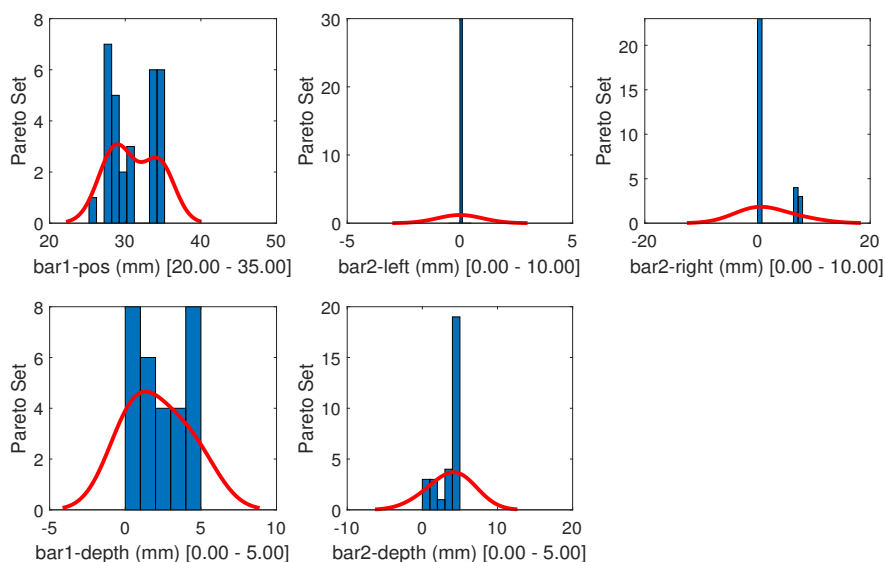 8
6
4
2
0
20 30 40 50
Pareto Set
bar1-pos (mm) [20.00 - 35.00]
30
20
10
0
-5 0 5
Pareto Set
bar2-left (mm) [0.00 - 10.00]
20
15
10
5
0
-20 0 20
Pareto Set
bar2-right (mm) [0.00 - 10.00]
8
6
4
2
0
-5 0 5 10
Pareto Set
bar1-depth (mm) [0.00 - 5.00]
20
15
10
5
0
-10 0 10 20
Pareto Set
bar2-depth (mm) [0.00 - 5.00]